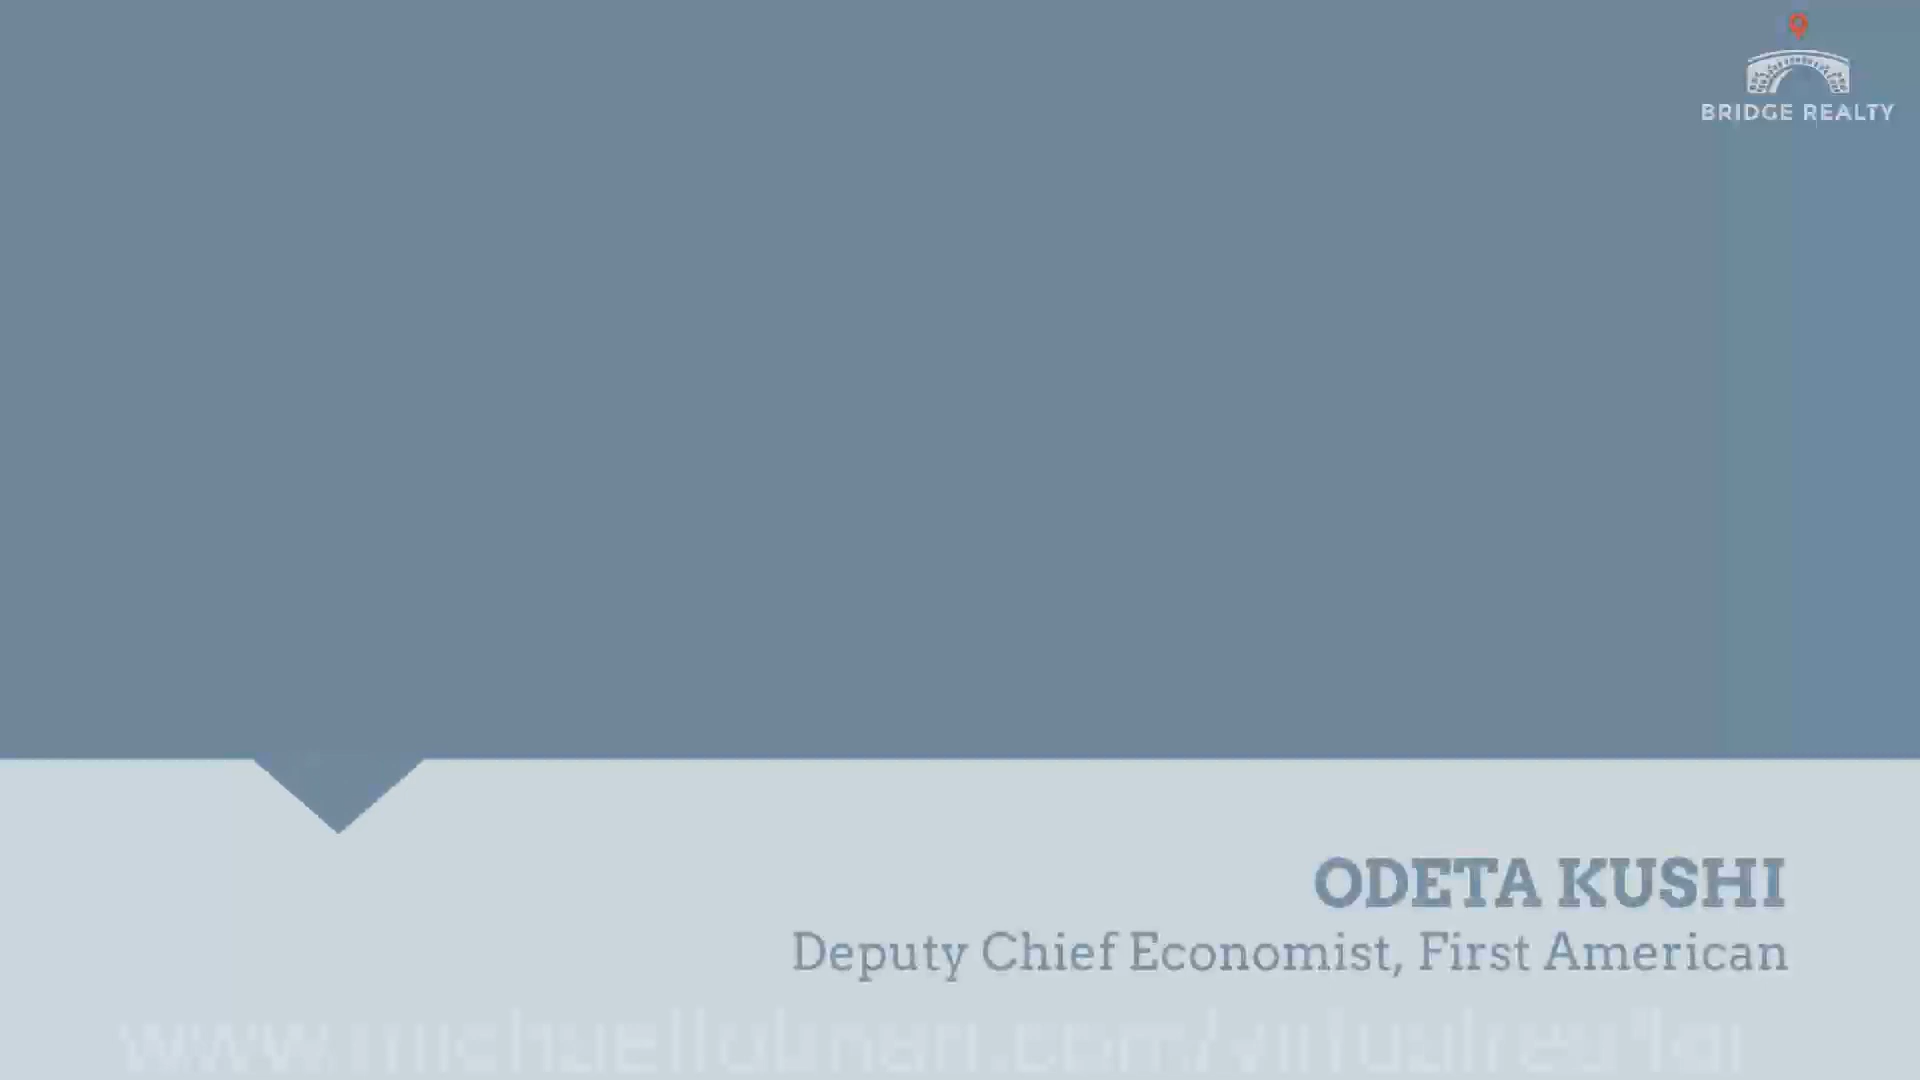 BRIDGE REALTY
ODETA KUSHI
Deputy Chief Economist, First American